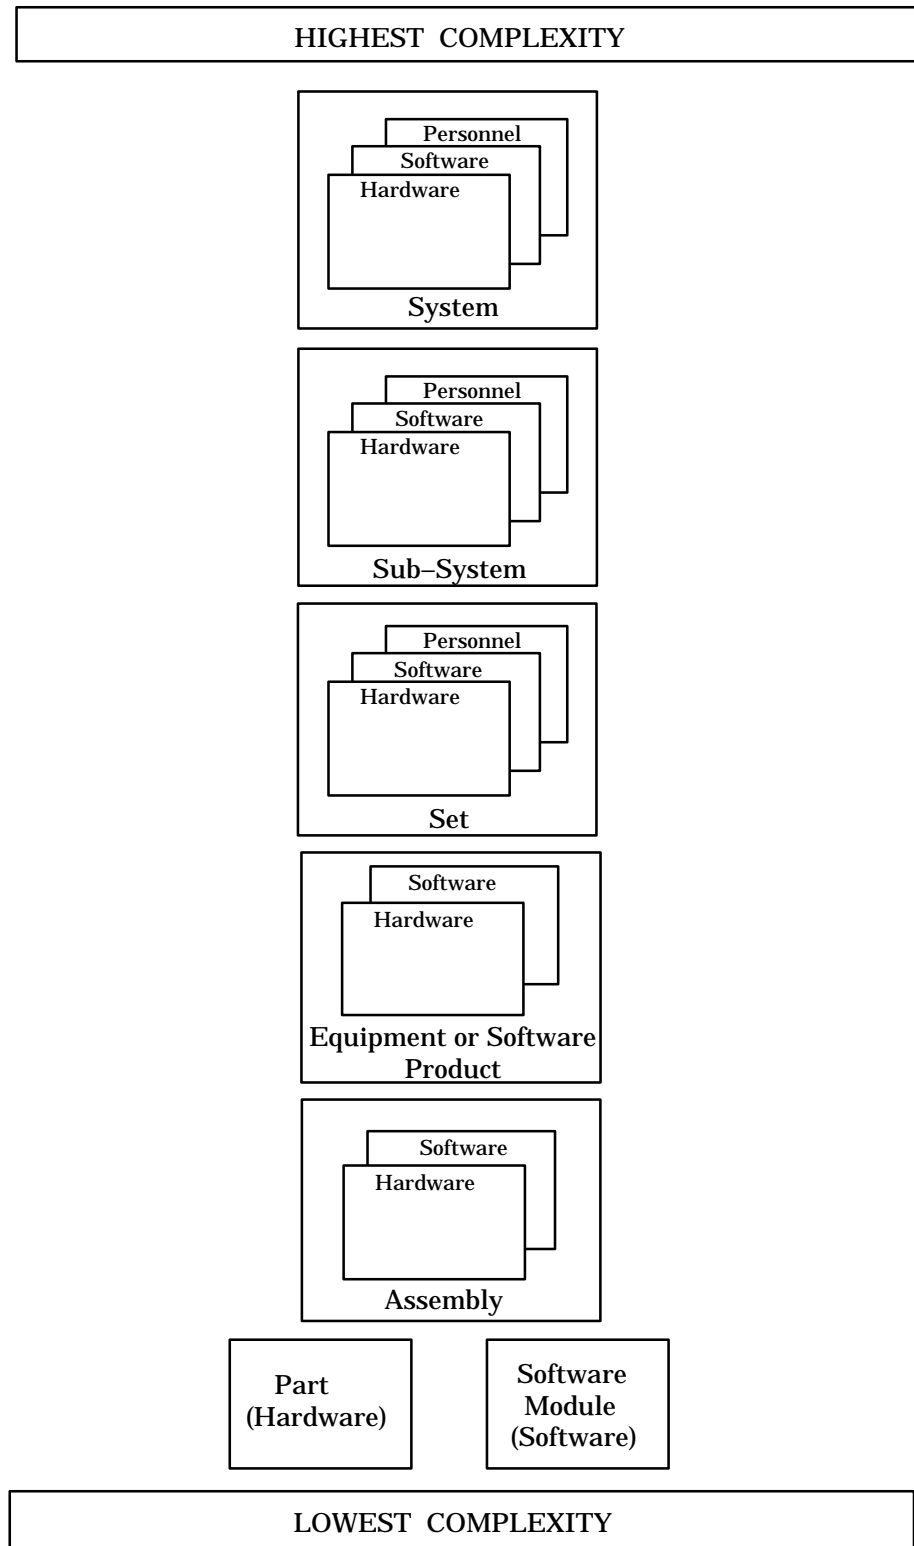 HIGHEST COMPLEXITY
Personnel
Software
Hardware
System
Personnel
Software
Hardware
Sub–System
Personnel
Software
Hardware
Set
Software
Hardware
Equipment or Software
Product
Software
Hardware
Assembly
Part
(Hardware)
Software
Module
(Software)
LOWEST COMPLEXITY